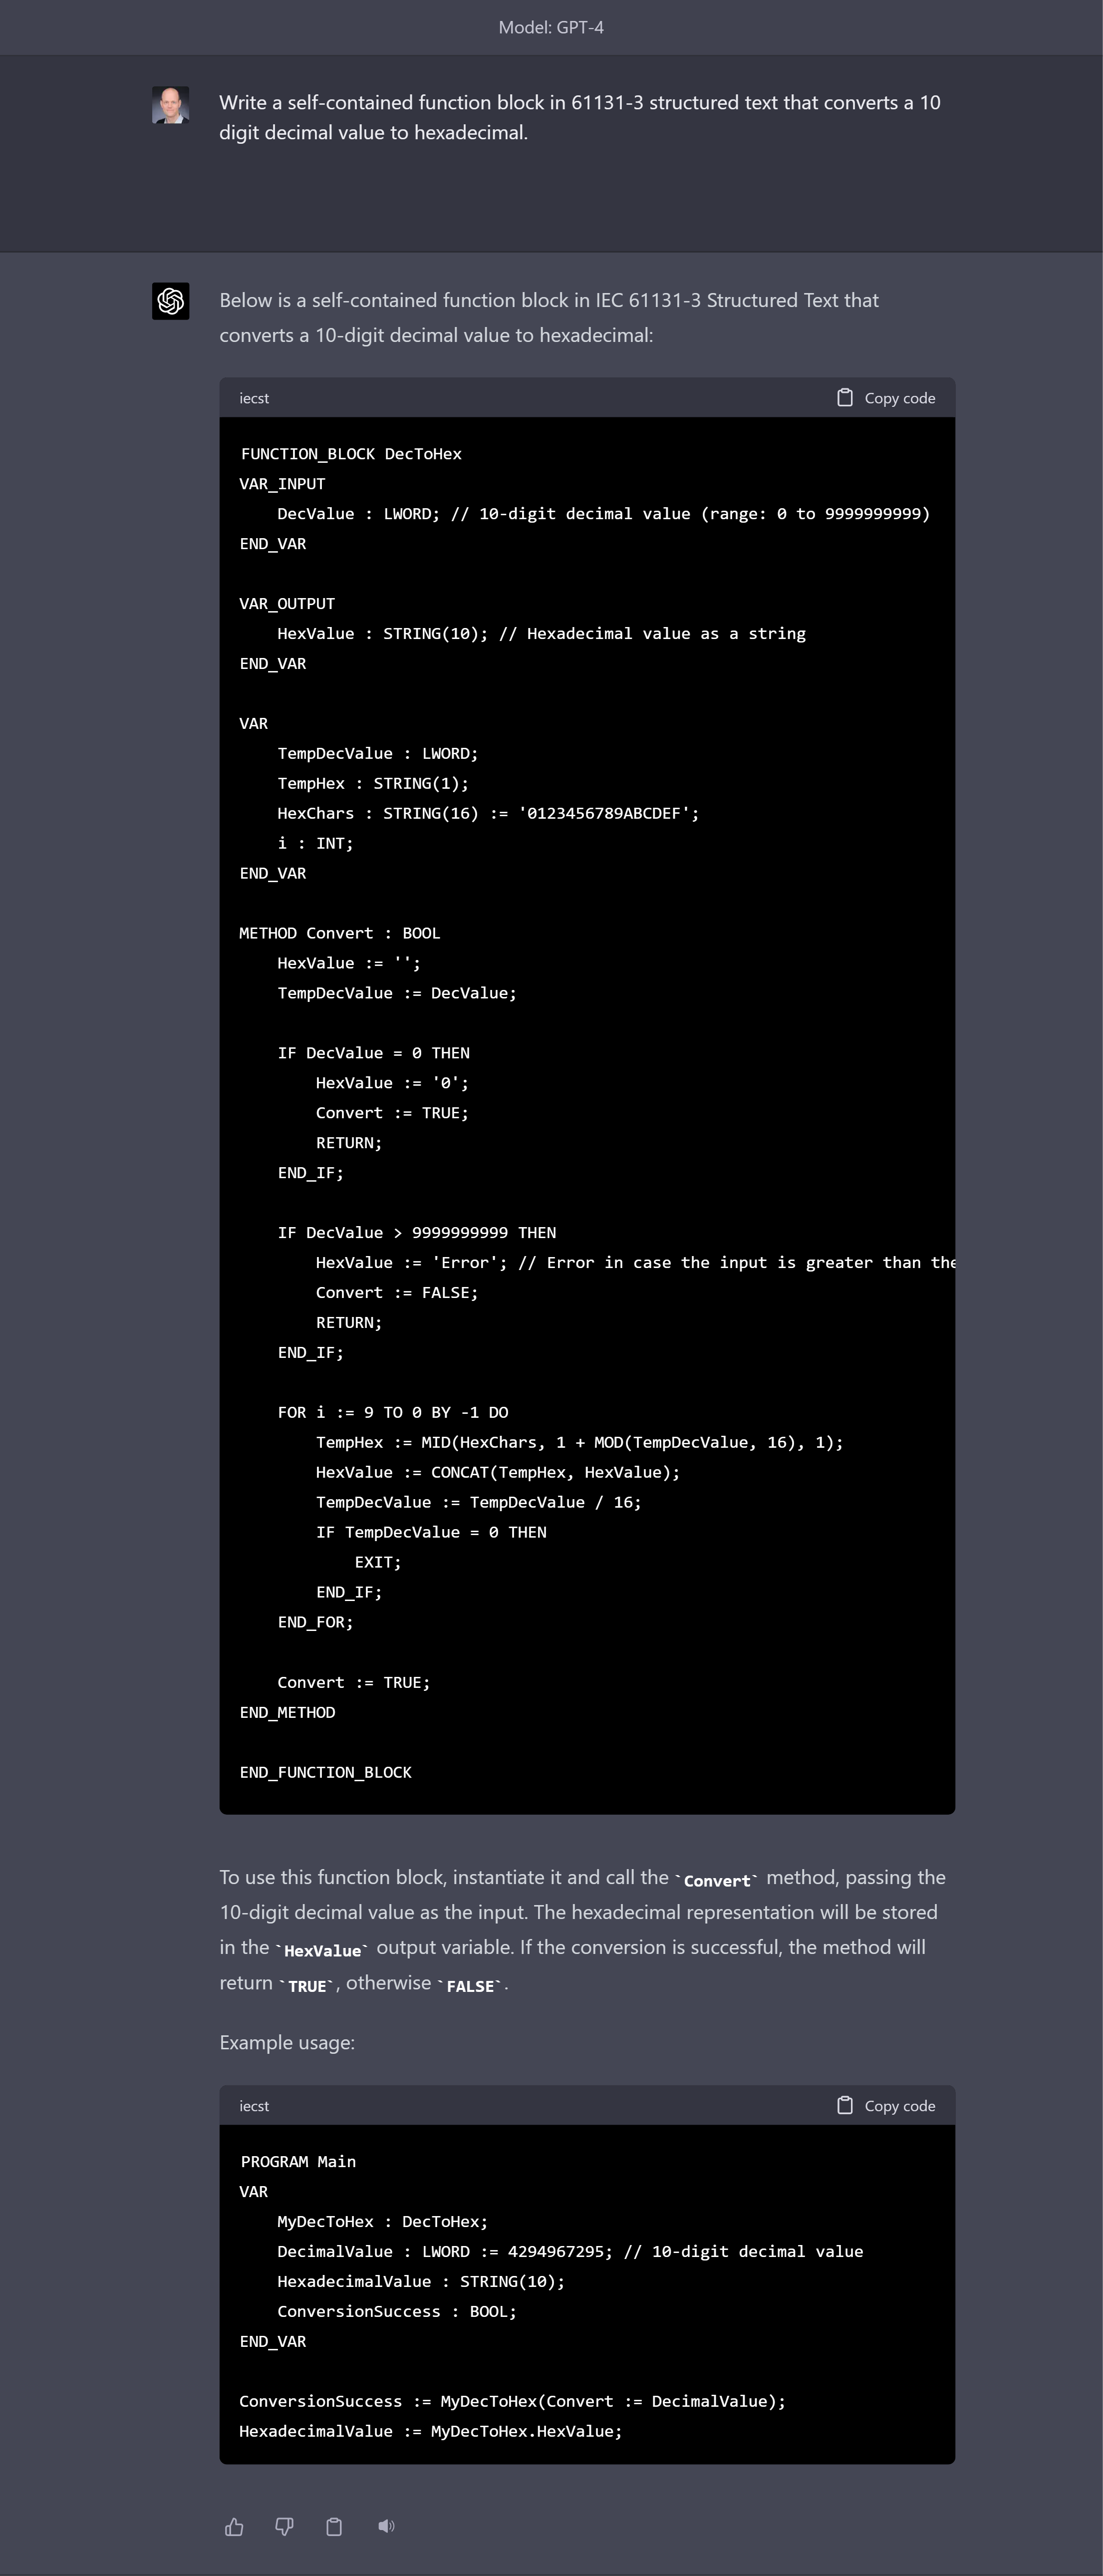 Model: GPT-4
Write a self-contained function block in 61131-3 structured text that converts a 10
digit decimal value to hexadecimal.
Below is a self-contained function block in IEC 61131-3 Structured Text that
converts a 10-digit decimal value to hexadecimal:
iecst Copy code
FUNCTION_BLOCK DecToHex
VAR_INPUT
    DecValue : LWORD; // 10-digit decimal value (range: 0 to 9999999999)
END_VAR

VAR_OUTPUT
    HexValue : STRING(10); // Hexadecimal value as a string
END_VAR

VAR
    TempDecValue : LWORD;
    TempHex : STRING(1);
    HexChars : STRING(16) := '0123456789ABCDEF';
    i : INT;
END_VAR

METHOD Convert : BOOL
    HexValue := '';
    TempDecValue := DecValue;

    IF DecValue = 0 THEN
        HexValue := '0';
        Convert := TRUE;
        RETURN;
    END_IF;

    IF DecValue > 9999999999 THEN
        HexValue := 'Error'; // Error in case the input is greater than the
        Convert := FALSE;
        RETURN;
    END_IF;

    FOR i := 9 TO 0 BY -1 DO
        TempHex := MID(HexChars, 1 + MOD(TempDecValue, 16), 1);
        HexValue := CONCAT(TempHex, HexValue);
        TempDecValue := TempDecValue / 16;
        IF TempDecValue = 0 THEN
            EXIT;
        END_IF;
    END_FOR;

    Convert := TRUE;
END_METHOD

END_FUNCTION_BLOCK
To use this function block, instantiate it and call the `Convert` method, passing the
10-digit decimal value as the input. The hexadecimal representation will be stored
in the `HexValue` output variable. If the conversion is successful, the method will
return `TRUE`, otherwise `FALSE`.
Example usage:
iecst Copy code
PROGRAM Main
VAR
    MyDecToHex : DecToHex;
    DecimalValue : LWORD := 4294967295; // 10-digit decimal value
    HexadecimalValue : STRING(10);
    ConversionSuccess : BOOL;
END_VAR

ConversionSuccess := MyDecToHex(Convert := DecimalValue);
HexadecimalValue := MyDecToHex.HexValue;